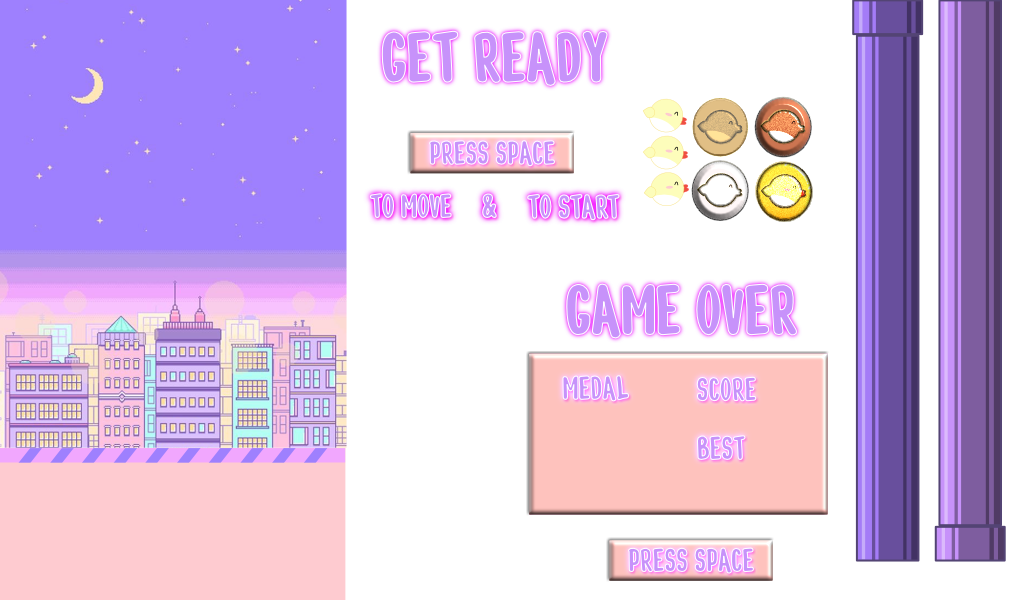 GET READY
PRESS SPACE
TO MOVE & TO START
GAME OVER
MEDAL SCORE
BEST
PRESS SPACE